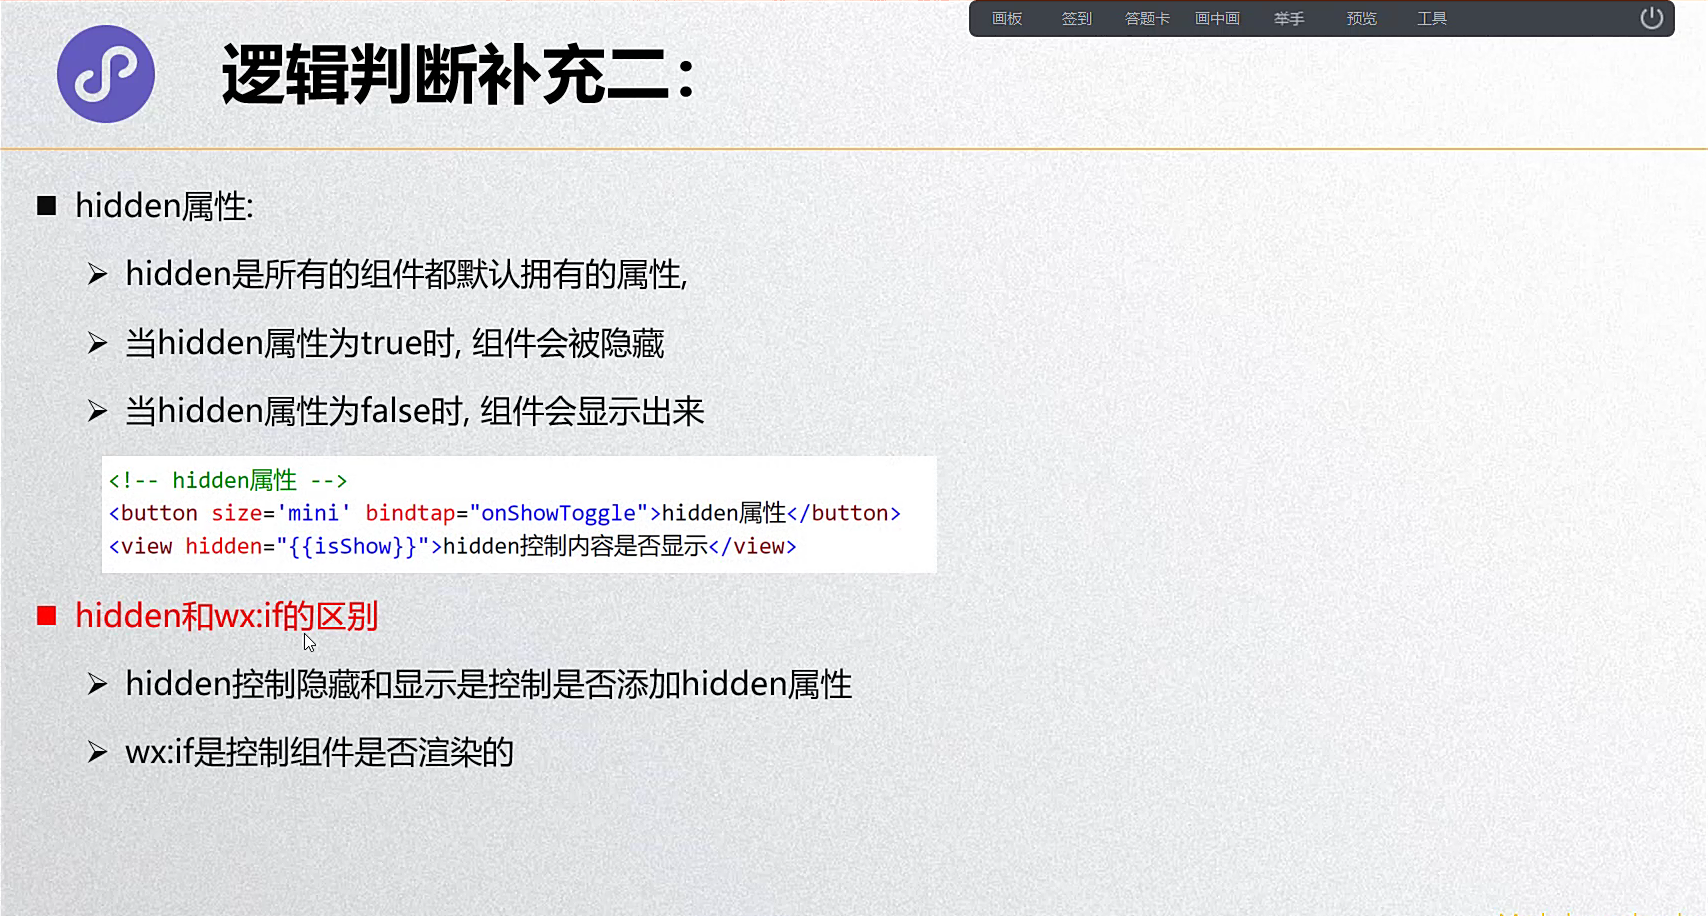 画板 签到 答题卡 画中画 举手 预览 工具
逻辑判断补充二：
hidden属性:
hidden是所有的组件都默认拥有的属性,
当hidden属性为true时, 组件会被隐藏
当hidden属性为false时, 组件会显示出来
<!-- hidden属性 -->
<button size='mini' bindtap="onShowToggle">hidden属性</button>
<view hidden="{{isShow}}">hidden控制内容是否显示</view>
hidden和wx:if的区别
hidden控制隐藏和显示是控制是否添加hidden属性
wx:if是控制组件是否渲染的